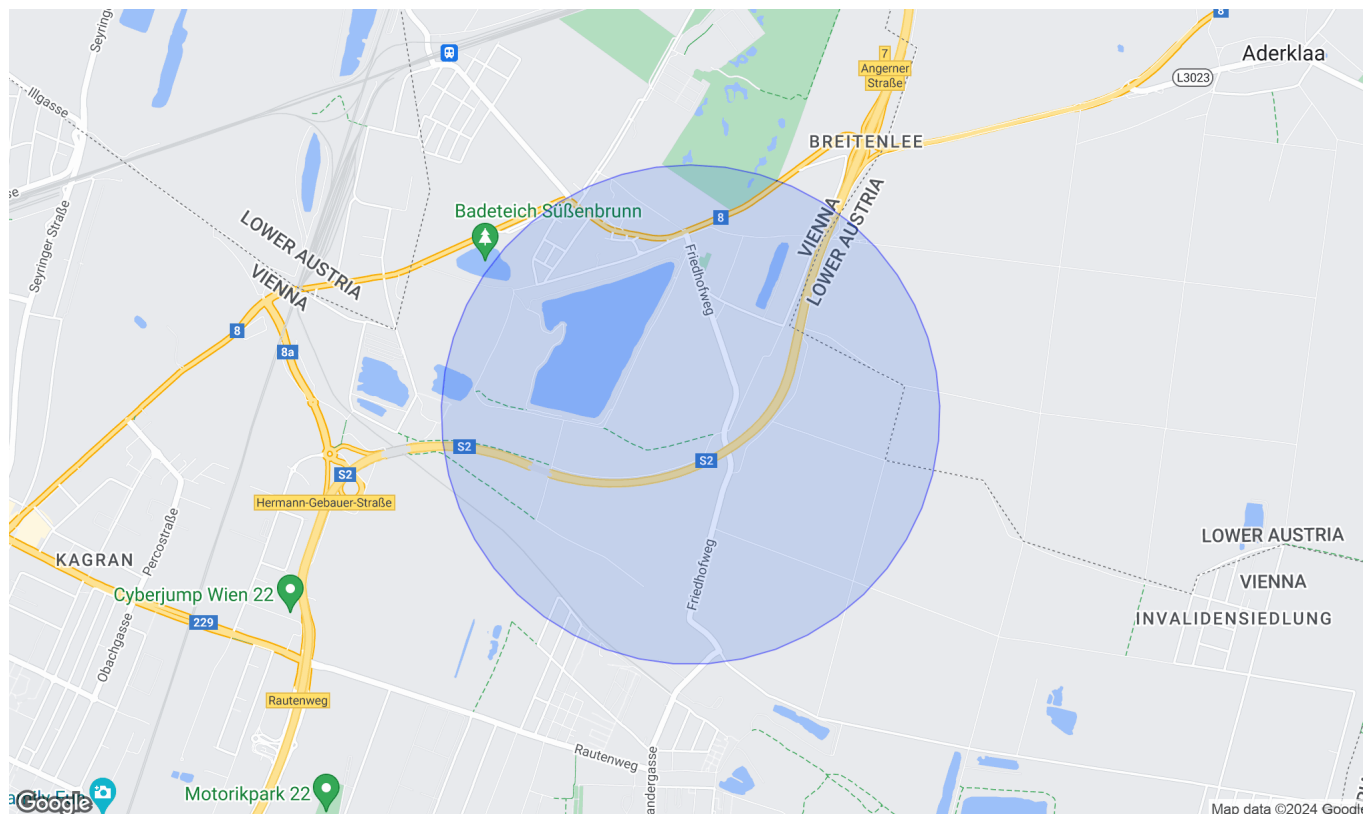 8
Seyringer
Aderklaa
7
Angerner
Straße
L3023
Illgasse
BREITENLEE
Seyringer Straße
Badeteich Süßenbrunn
LOWER AUSTRIA
VIENNA
8
VIENNA
LOWER AUSTRIA
Friedhofweg
8
8a
S2
S2
S2
Hermann-Gebauer-Straße
Percostraße
KAGRAN
LOWER AUSTRIA
VIENNA
INVALIDENSIEDLUNG
Friedhofweg
Cyberjump Wien 22
229
Obachgasse
Rautenweg
Rautenweg
Motorikpark 22
Google
Map data ©2024 Google